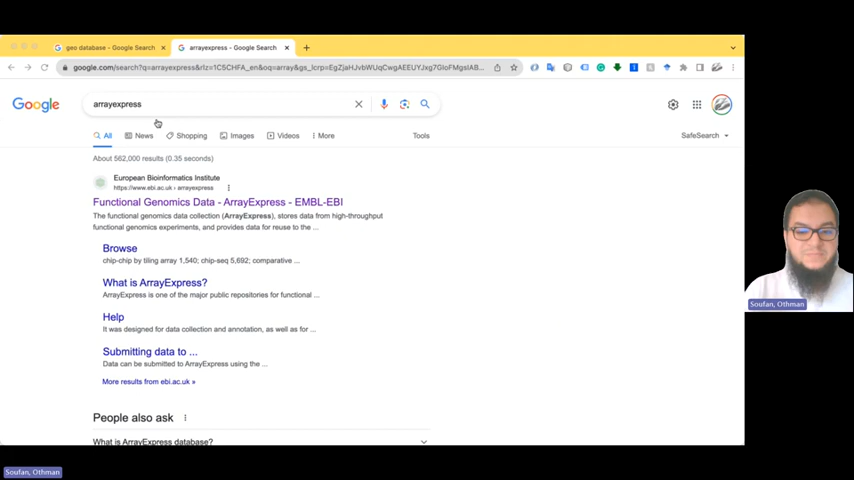 geo database - Google Search
arrayexpress - Google Search
google.com/search?q=arrayexpress&rlz=1C5CHFA_en&oq=array&gs_lcrp=EgZjaHJvbWUqCwgAEEUYJxg7GIoFMgsIAB...
Google
arrayexpress
All News Shopping Images Videos More Tools SafeSearch
About 562,000 results (0.35 seconds)
European Bioinformatics Institute
https://www.ebi.ac.uk › arrayexpress
Functional Genomics Data - ArrayExpress - EMBL-EBI
The functional genomics data collection (ArrayExpress), stores data from high-throughput
functional genomics experiments, and provides data for reuse to the ...
Browse
chip-chip by tiling array 1,540; chip-seq 5,692; comparative ...
What is ArrayExpress?
ArrayExpress is one of the major public repositories for functional ...
Help
It was designed for data collection and annotation, as well as for ...
Submitting data to ...
Data can be submitted to ArrayExpress using the ...
More results from ebi.ac.uk »
People also ask
What is ArrayExpress database?
Soufan, Othman
Soufan, Othman